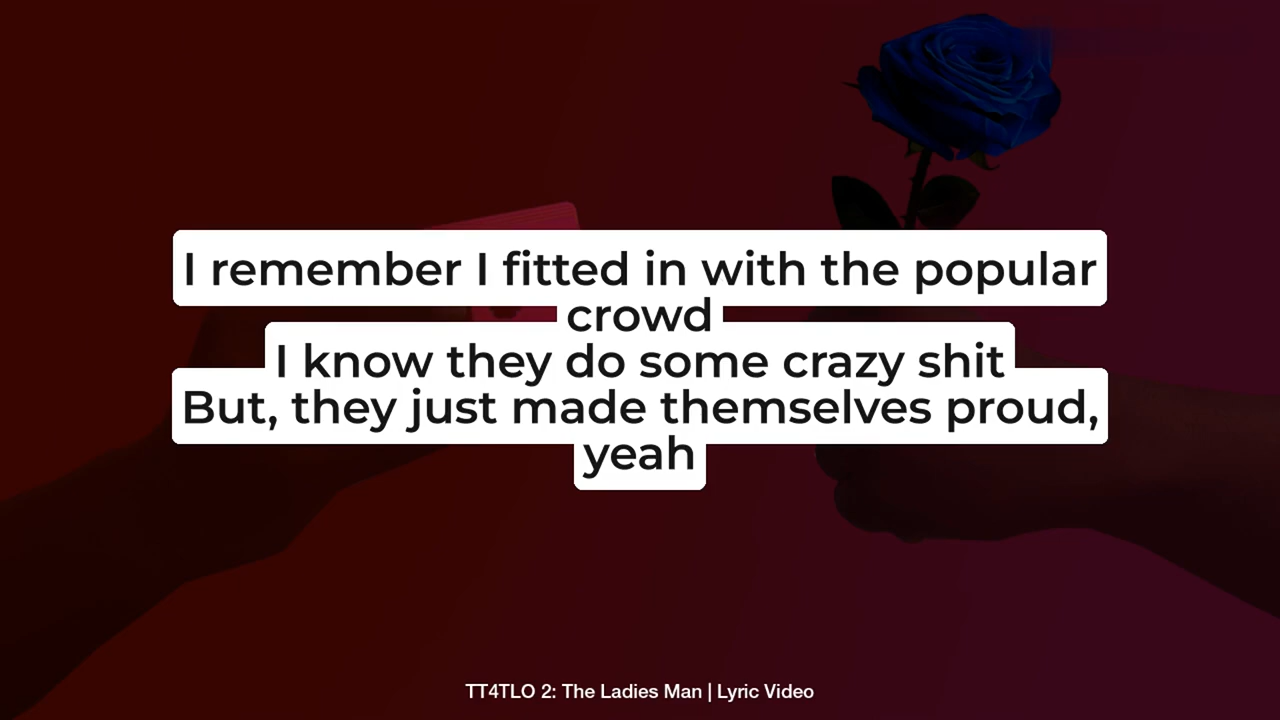 I remember I fitted in with the popular
crowd
I know they do some crazy shit
But, they just made themselves proud,
yeah
TT4TLO 2: The Ladies Man | Lyric Video